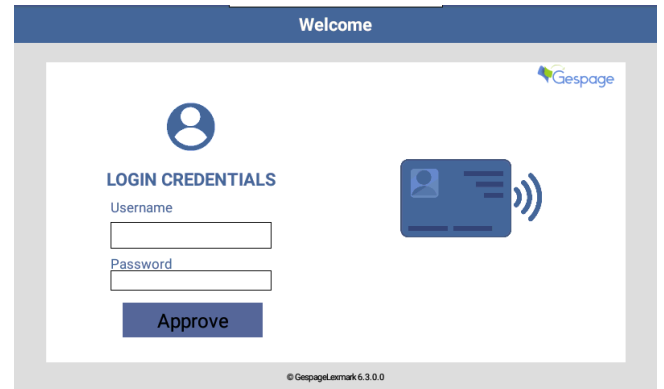 Welcome
Gespage
LOGIN CREDENTIALS
Username
Password
Approve
© GespageLexmark 6.3.0.0